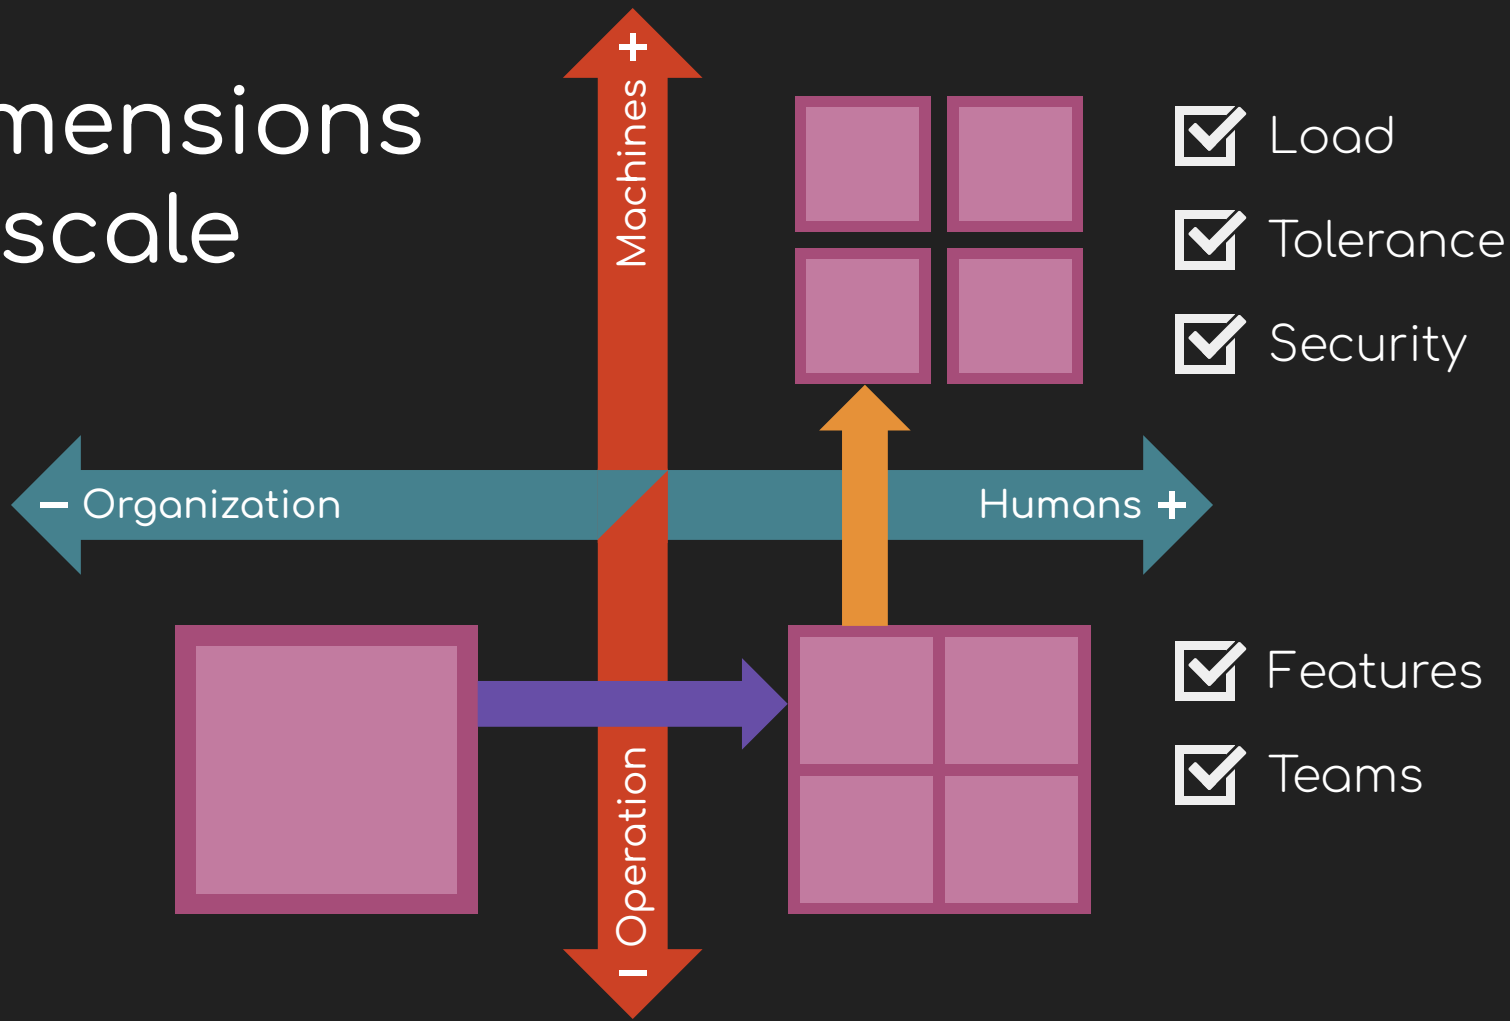 mensions
scale
+
Machines
Load
Tolerance
Security
− Organization
Humans +
Features
Teams
Operation
−